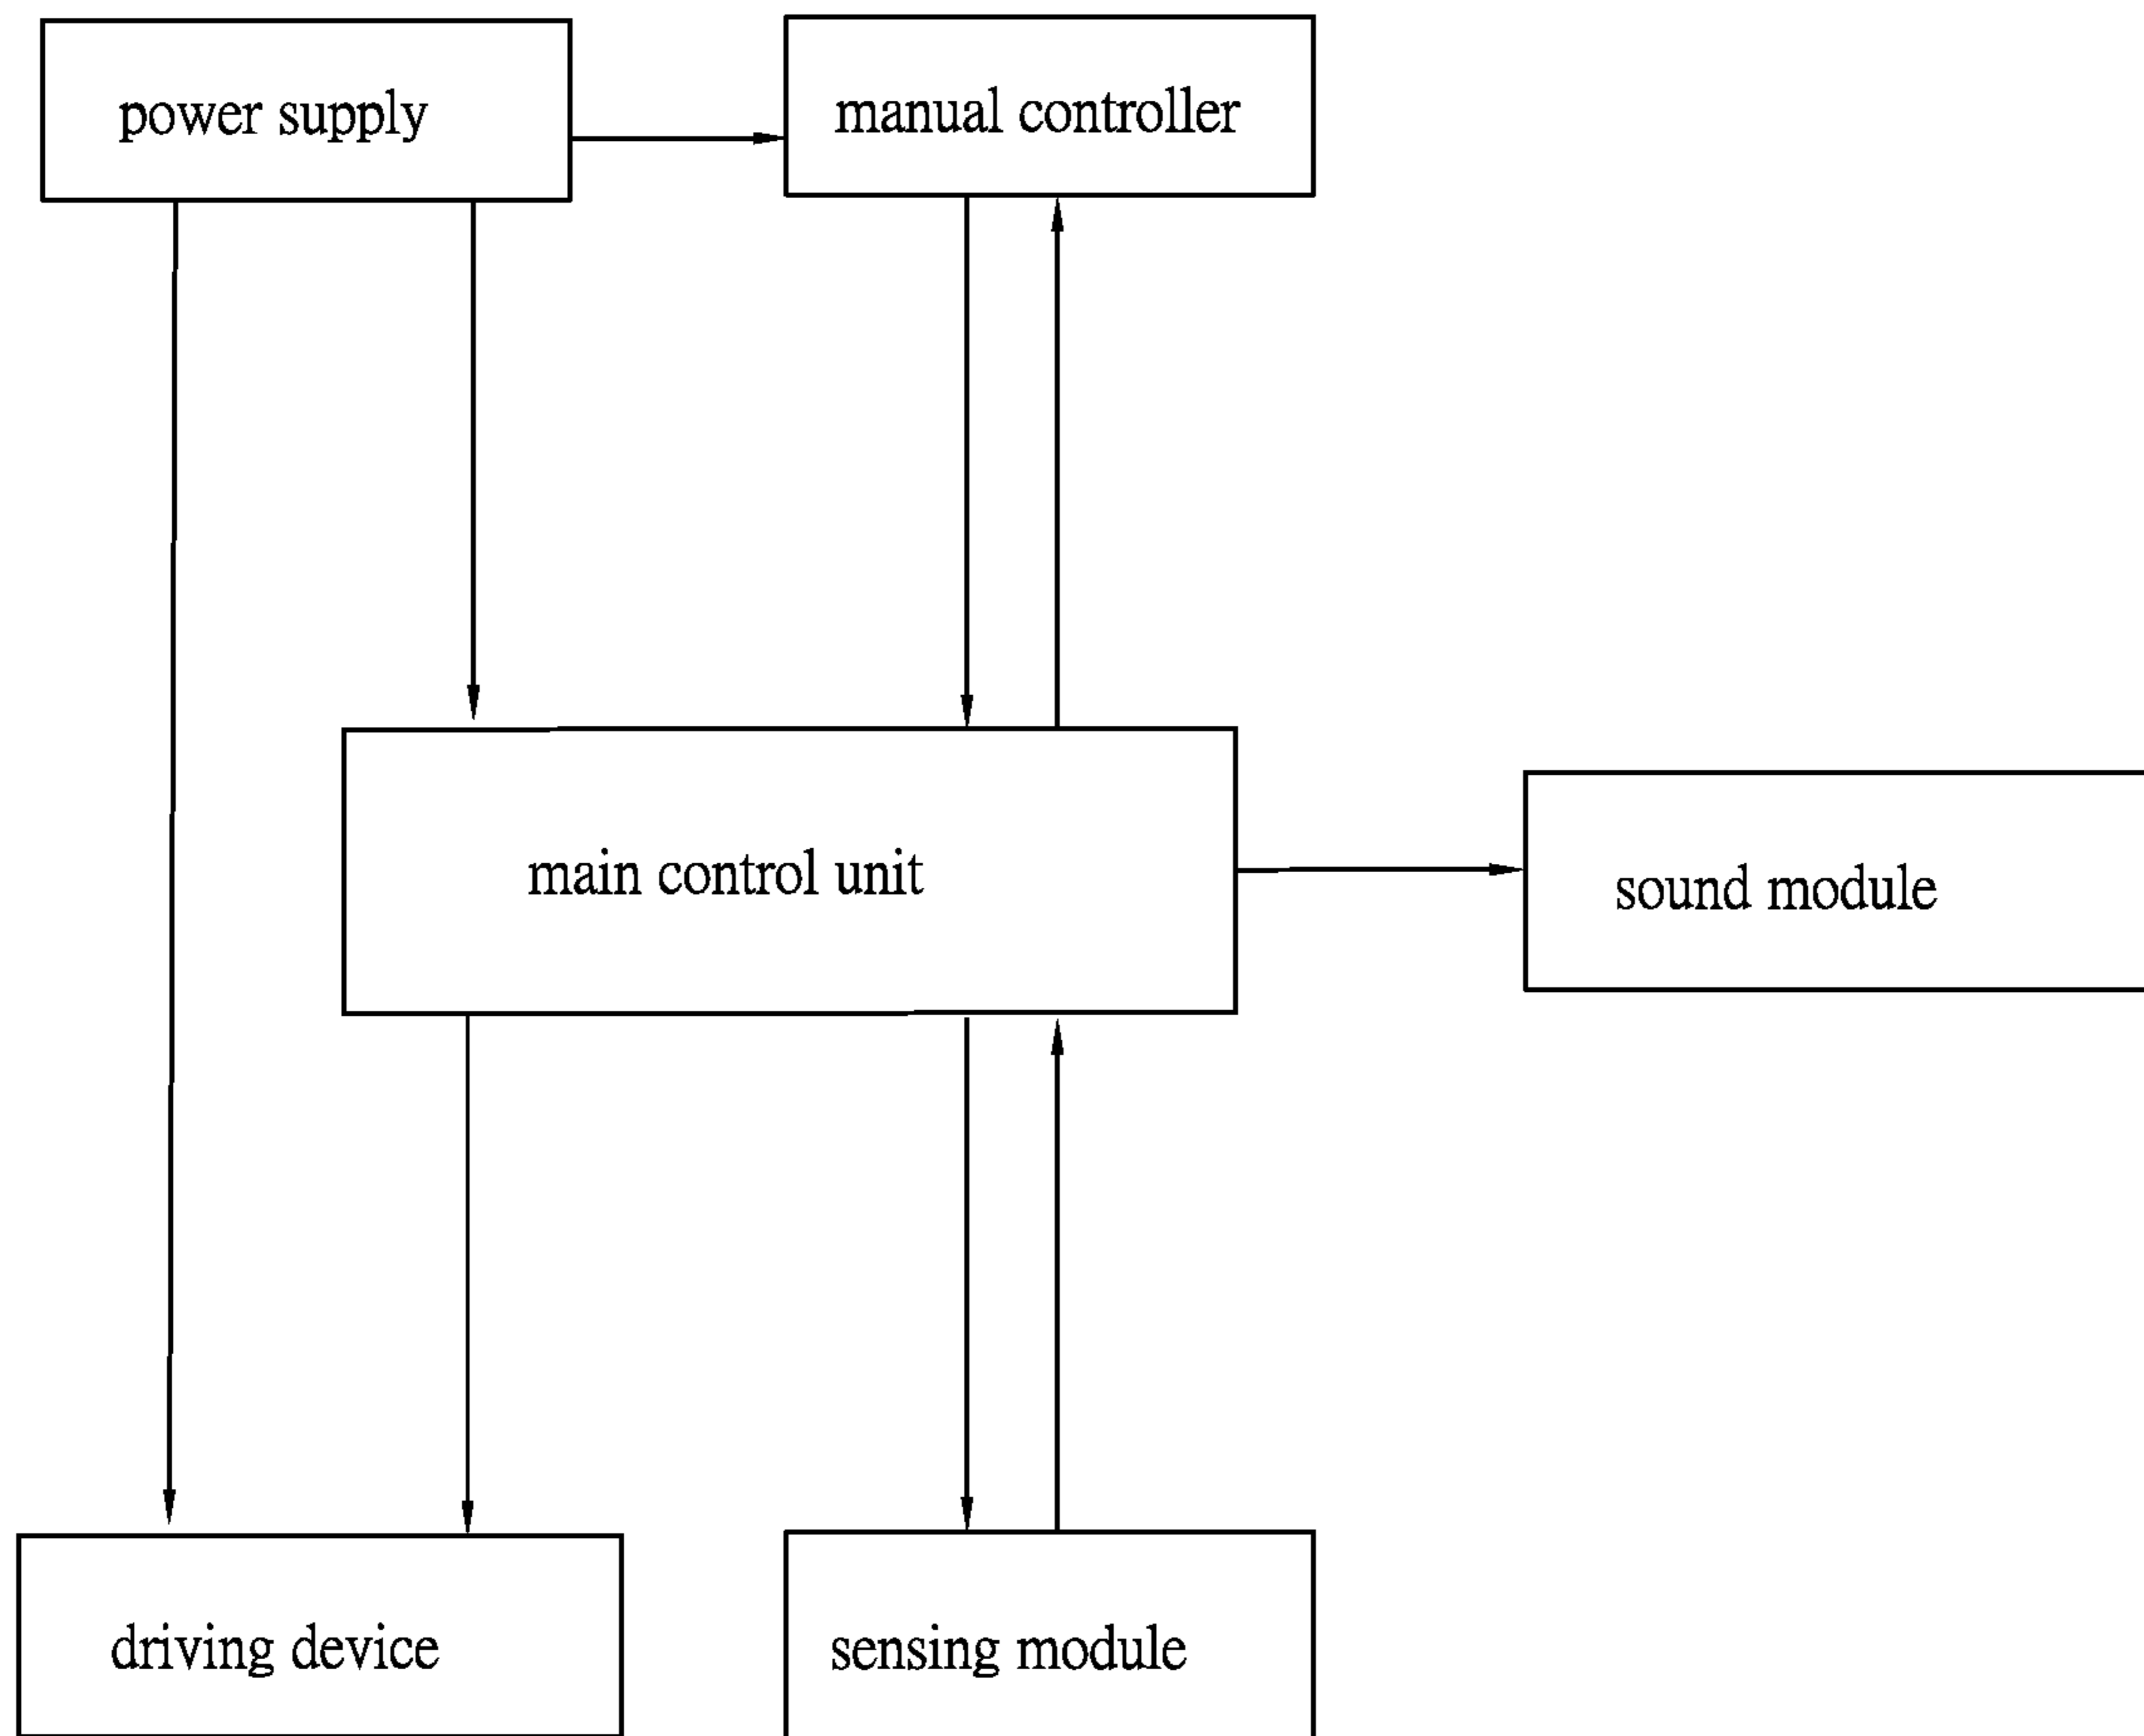 power supply
manual controller
main control unit
sound module
driving device
sensing module